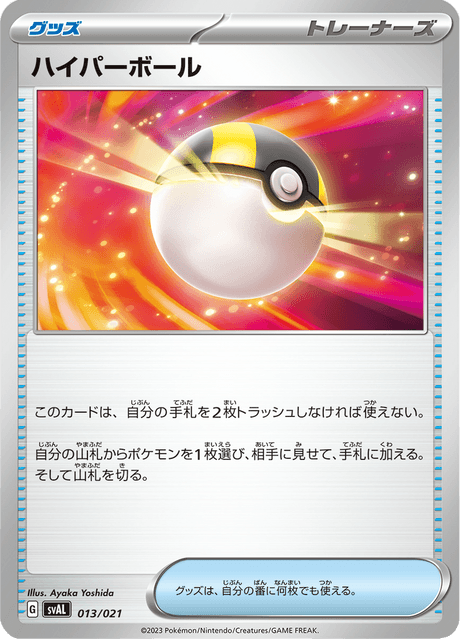 グッズ
トレーナーズ
ハイパーボール
このカードは、自分の手札を2枚トラッシュしなければ使えない。
自分の山札からポケモンを1枚選び、相手に見せて、手札に加える。
そして山札を切る。
グッズは、自分の番に何枚でも使える。
Illus. Ayaka Yoshida
G svAL 013/021
©2023 Pokémon/Nintendo/Creatures/GAME FREAK.